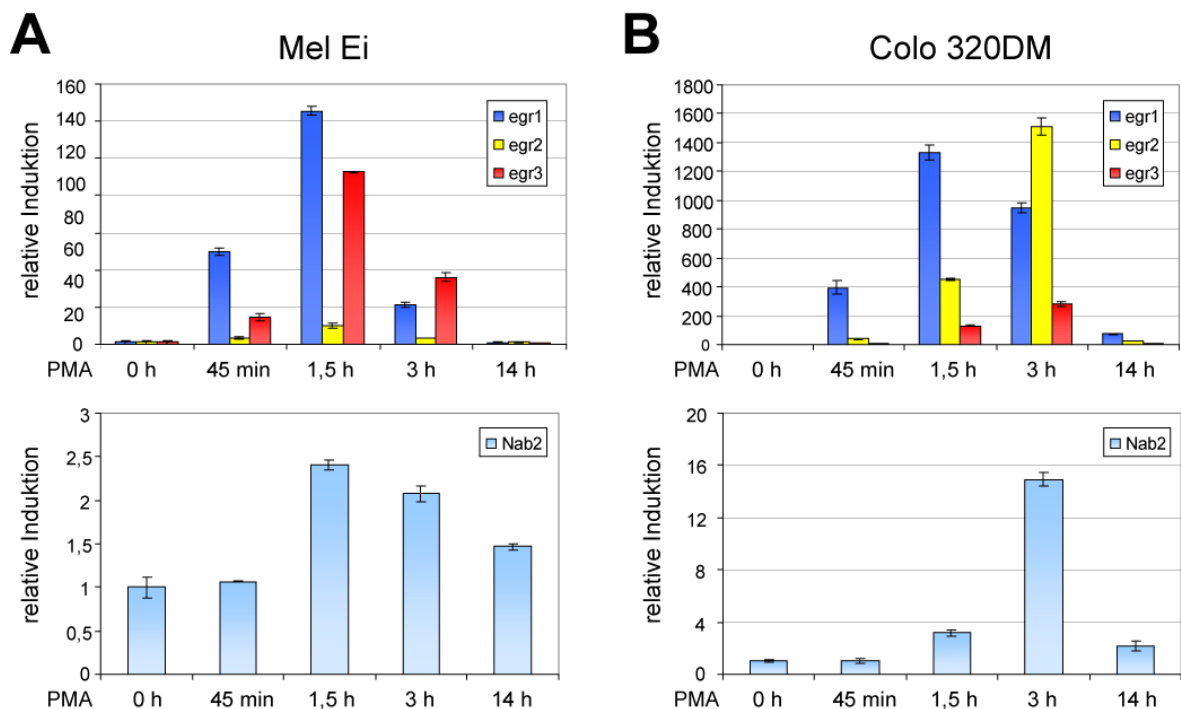 A
Mel Ei
relative Induktion
160
140
120
100
80
60
40
20
0
egr1
egr2
egr3
PMA 0 h 45 min 1,5 h 3 h 14 h
relative Induktion
3
2,5
2
1,5
1
0,5
0
Nab2
PMA 0 h 45 min 1,5 h 3 h 14 h
B
Colo 320DM
relative Induktion
1800
1600
1400
1200
1000
800
600
400
200
0
egr1
egr2
egr3
PMA 0 h 45 min 1,5 h 3 h 14 h
relative Induktion
20
16
12
8
4
0
Nab2
PMA 0 h 45 min 1,5 h 3 h 14 h